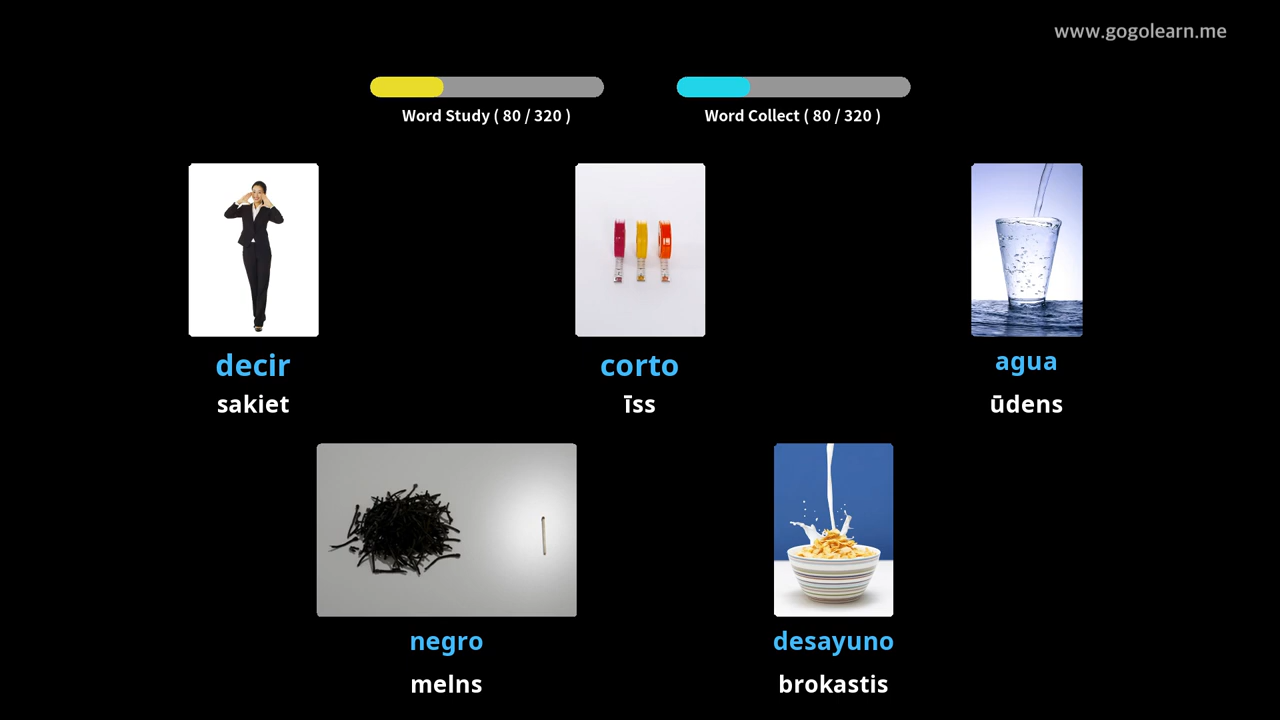 www.gogolearn.me
Word Study ( 80 / 320 )
Word Collect ( 80 / 320 )
decir
sakiet
corto
īss
agua
ūdens
negro
melns
desayuno
brokastis